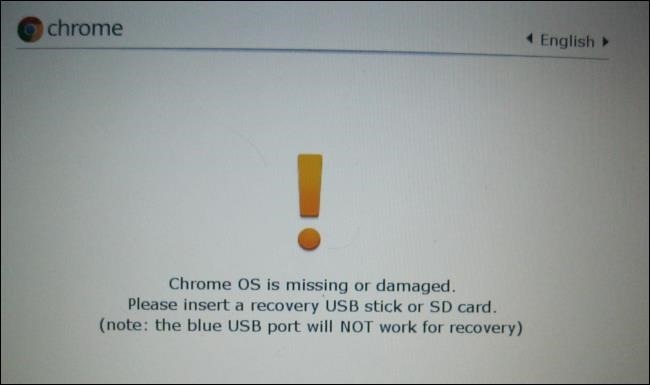 chrome
English
Chrome OS is missing or damaged.
Please insert a recovery USB stick or SD card.
(note: the blue USB port will NOT work for recovery)